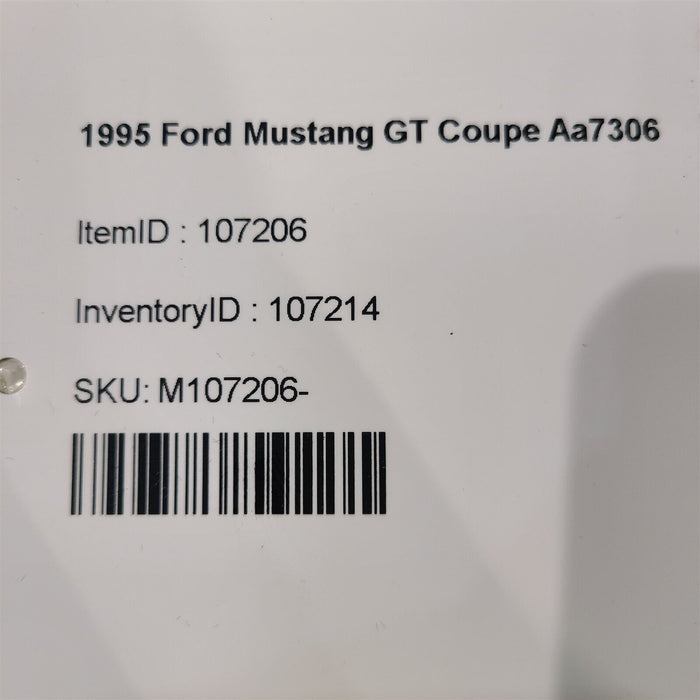 1995 Ford Mustang GT Coupe Aa7306
ItemID : 107206
InventoryID : 107214
SKU: M107206-